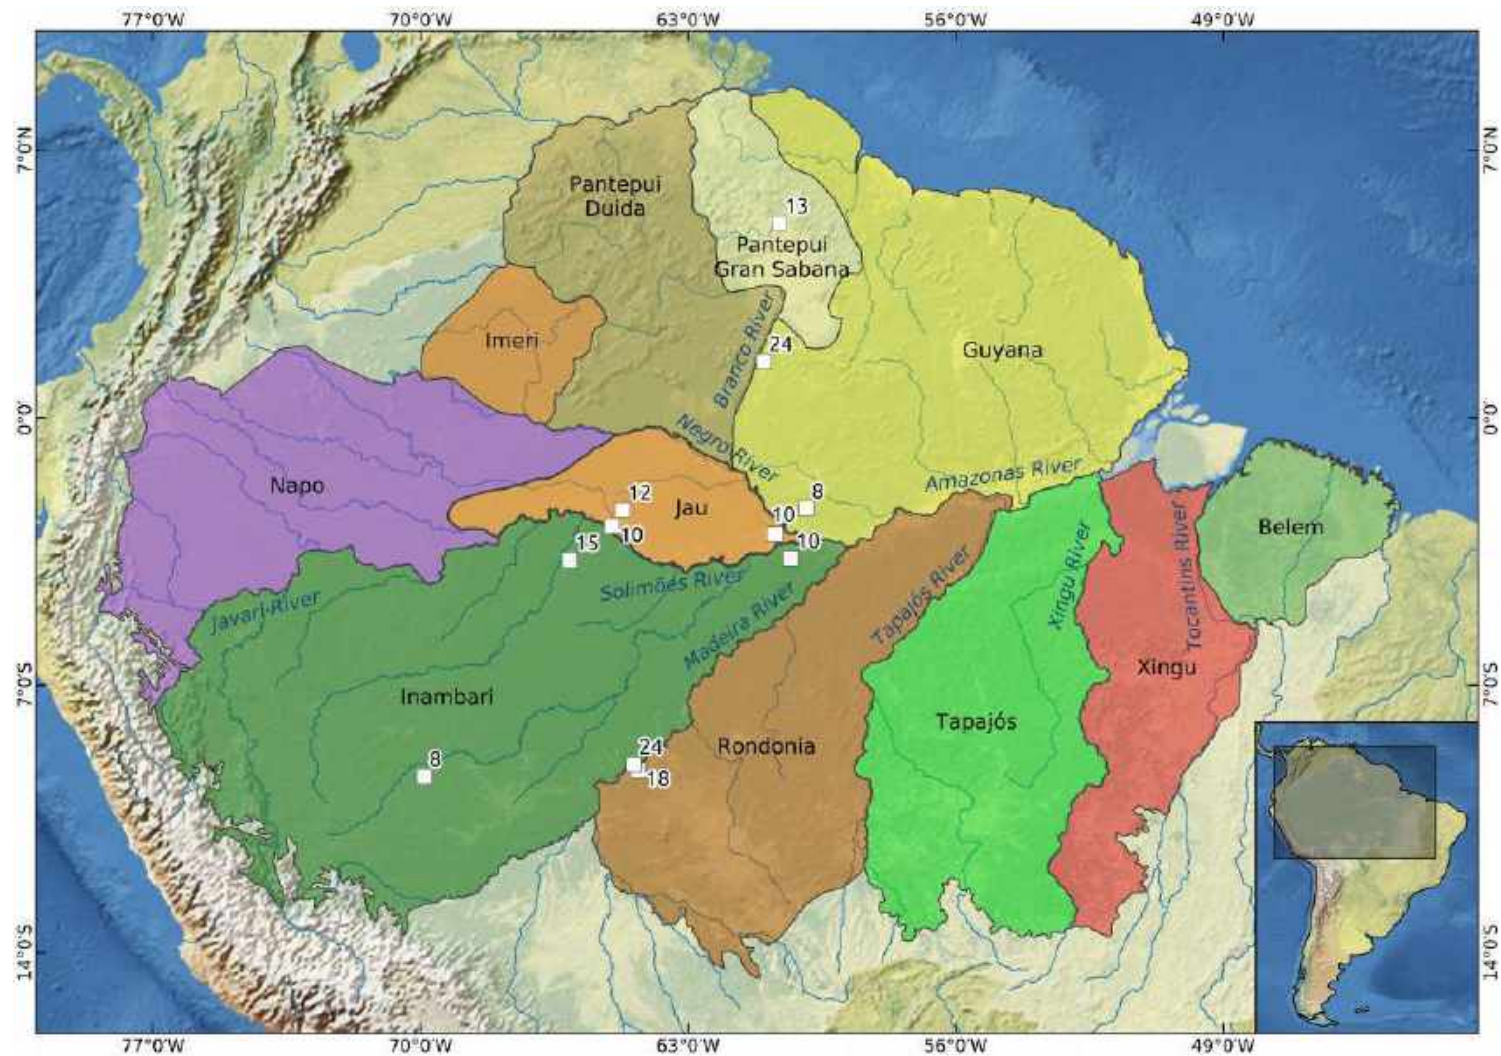 77°0'W 70°0'W 63°0'W 56°0'W 49°0'W
7°0'N
7°0'N
Pantepui
Duida
13
Pantepui
Gran Sabana
Imeri
Branco River
24
Guyana
0°0'
0°0'
Negro River
Amazonas River
Napo
12
Jau
8
10
10
10
15
Belem
Javari River
Solimões River
Madeira River
Tapajós River
Xingu River
Tocantins River
7°0'S
7°0'S
Inambari
Xingu
Rondonia
Tapajós
8
24
18
14°0'S
14°0'S
77°0'W 70°0'W 63°0'W 56°0'W 49°0'W